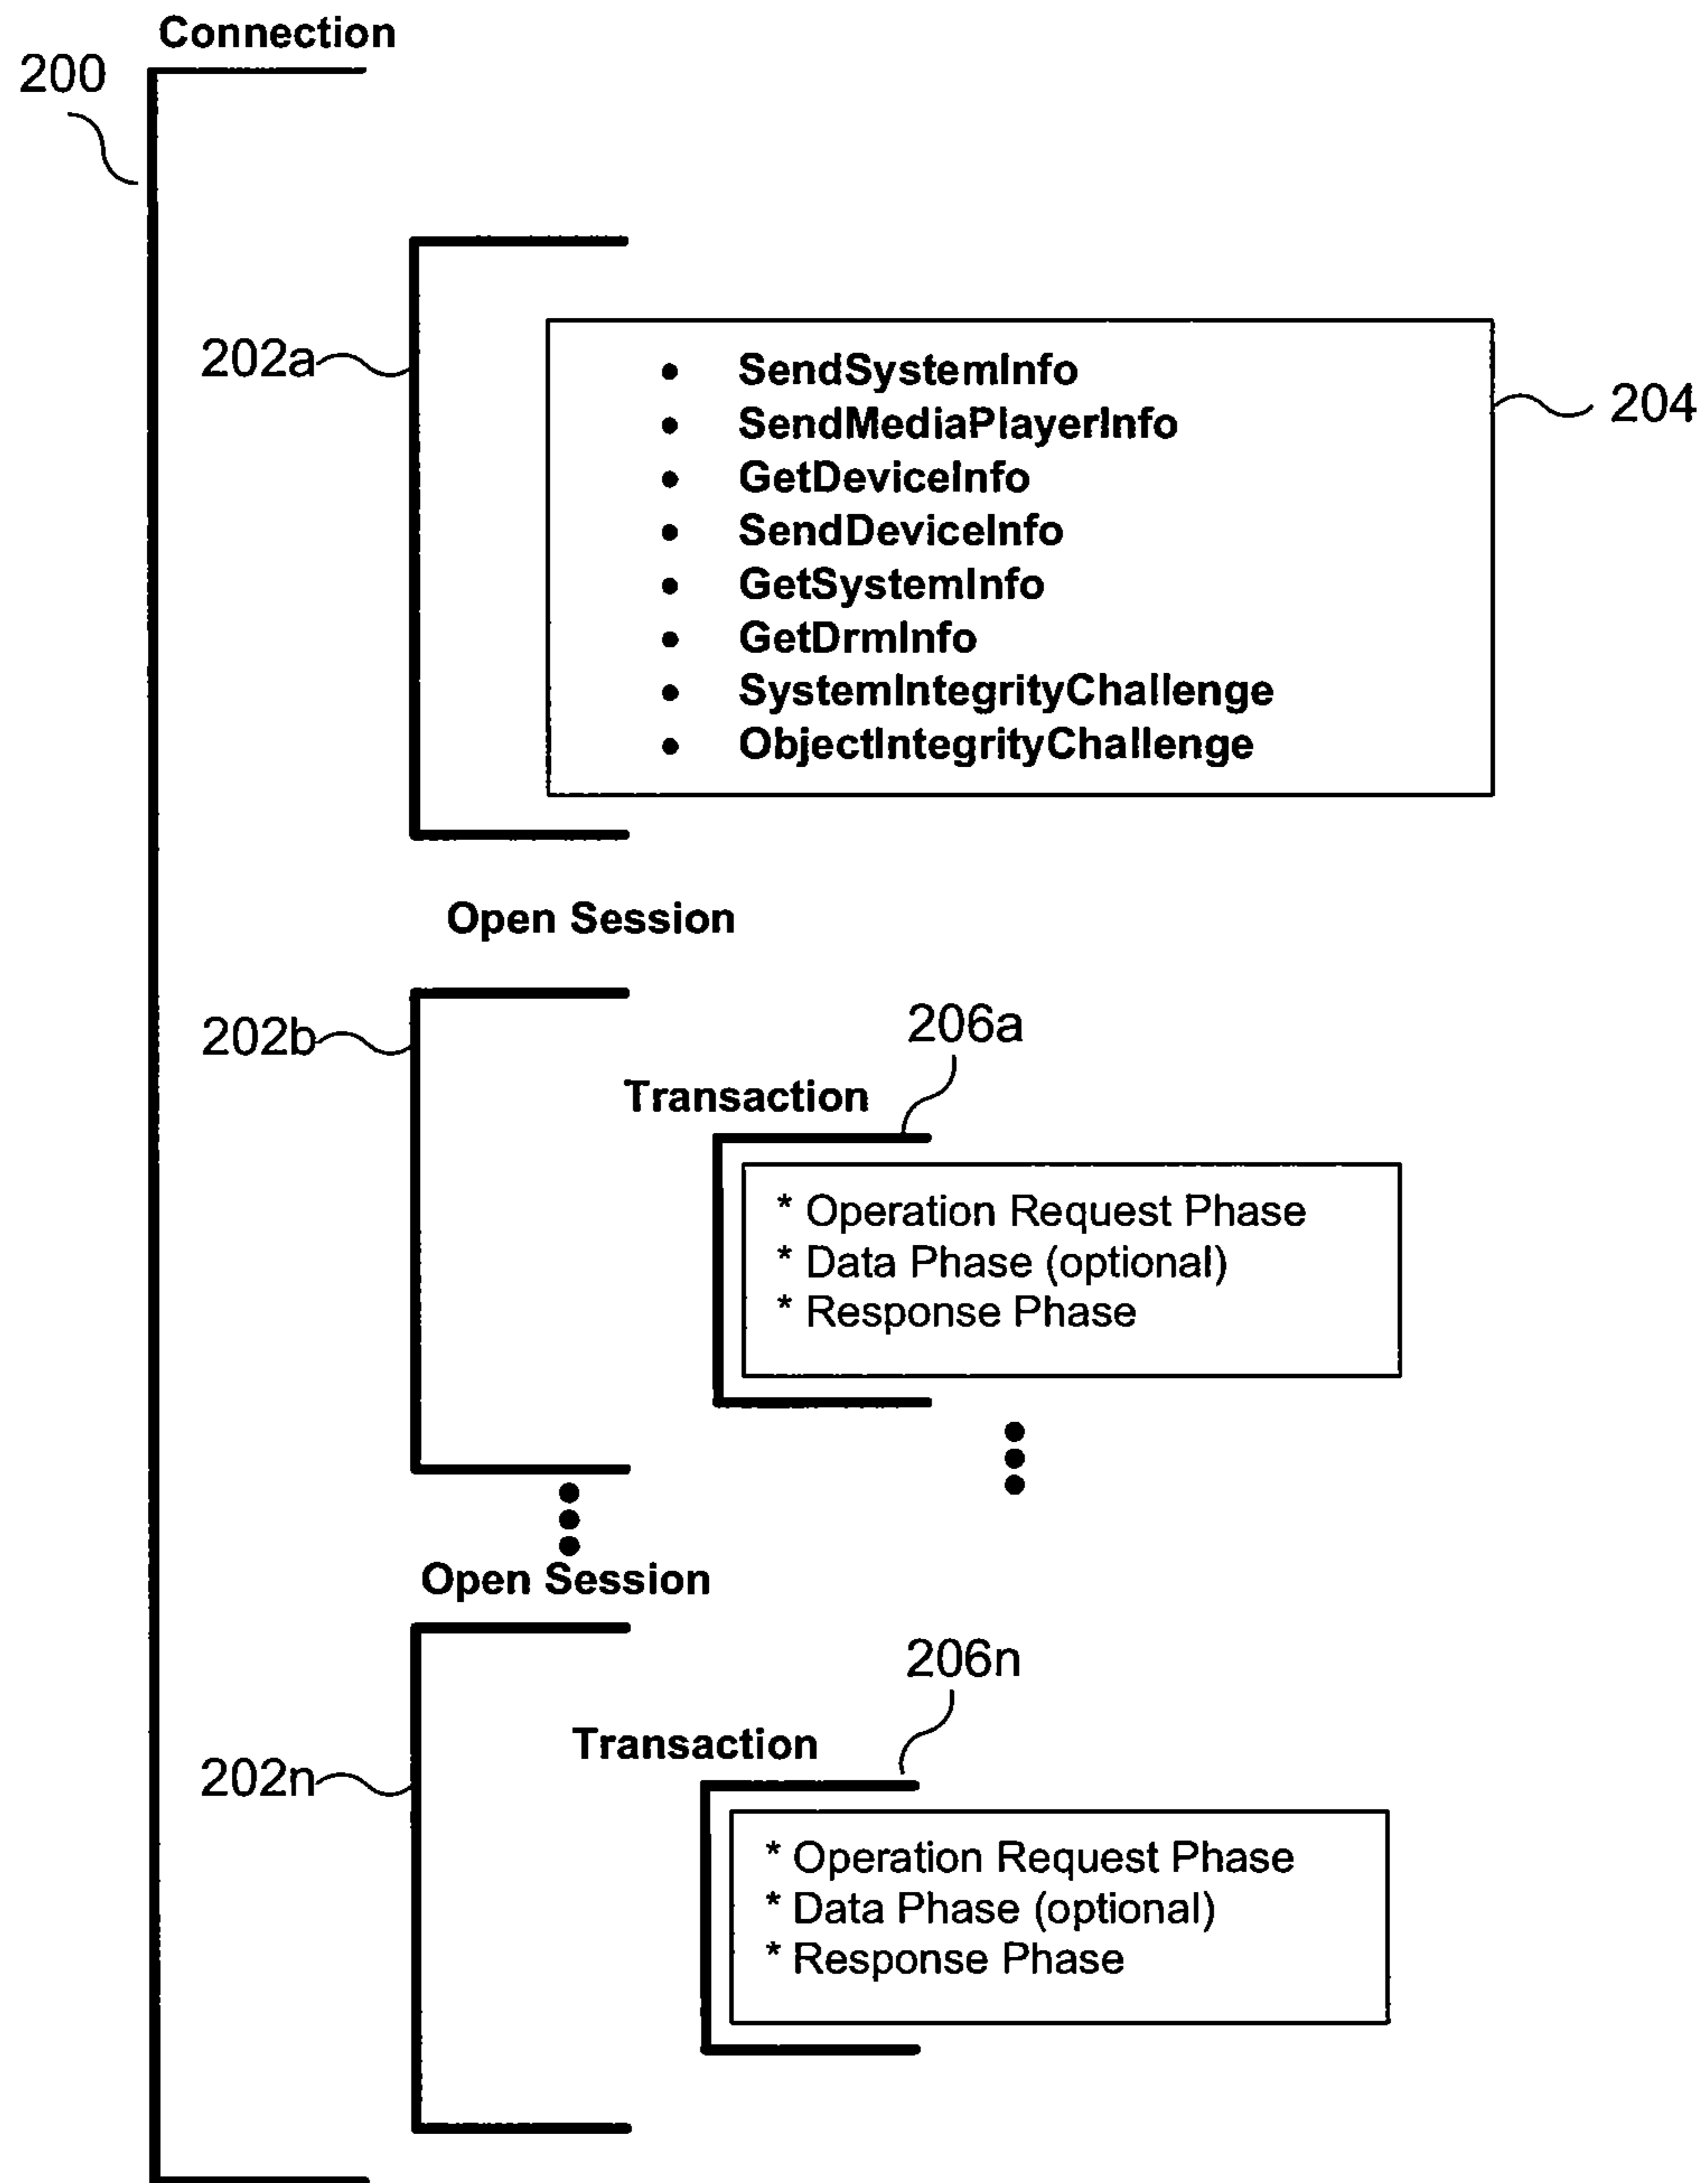 Connection
200
202a
• SendSystemInfo
• SendMediaPlayerInfo
• GetDeviceInfo
• SendDeviceInfo
• GetSystemInfo
• GetDrmInfo
• SystemIntegrityChallenge
• ObjectIntegrityChallenge
204
Open Session
202b
206a
Transaction
* Operation Request Phase
* Data Phase (optional)
* Response Phase
Open Session
202n
206n
Transaction
* Operation Request Phase
* Data Phase (optional)
* Response Phase